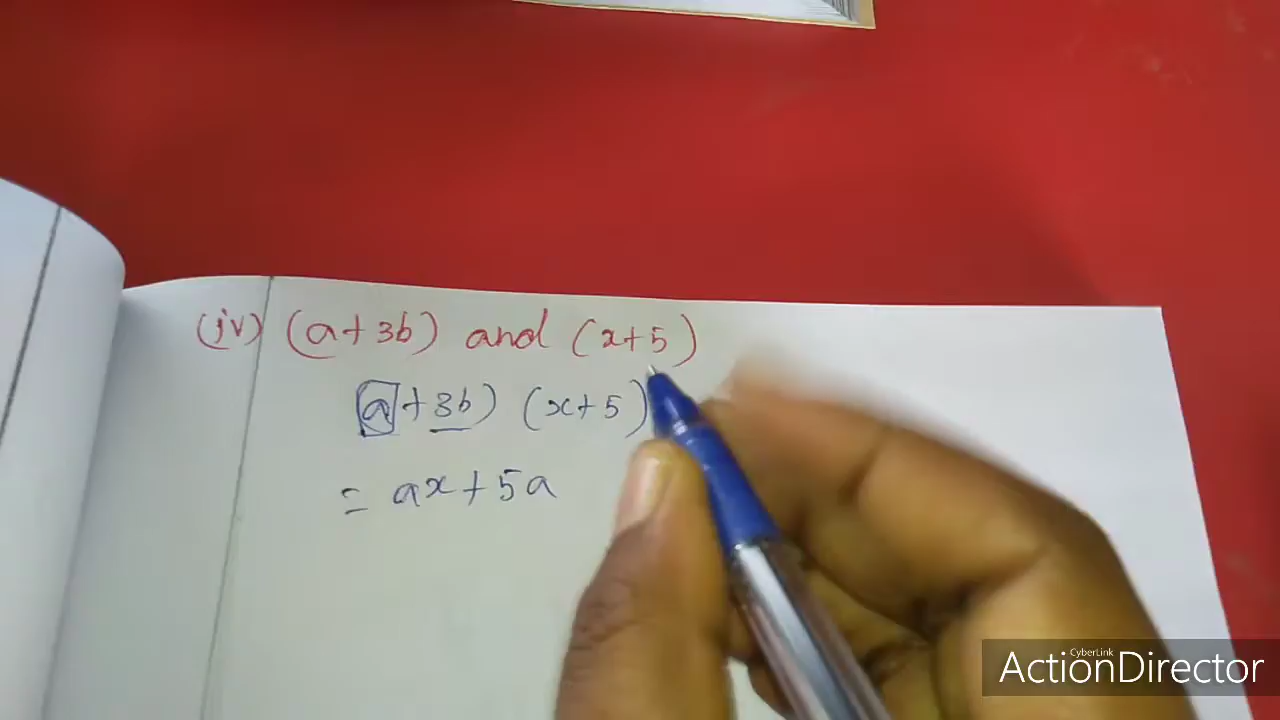 (iv) (a+3b) and (x+5)
a+3b) (x+5)
= ax+5a
CyberLink
ActionDirector